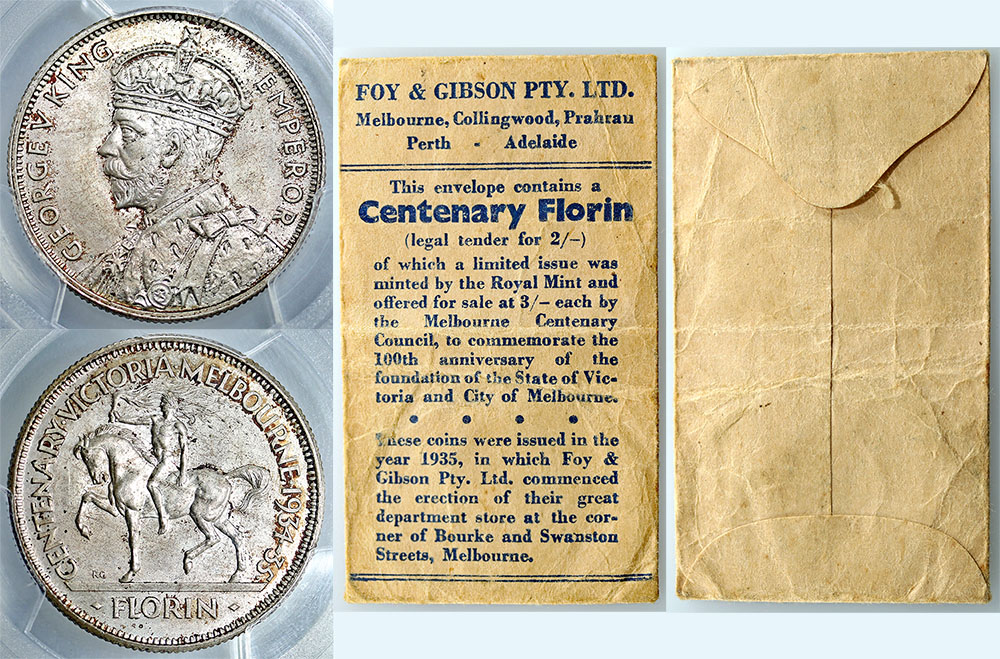 GEORGE V KING EMPEROR
CENTENARY·VICTORIA·MELBOURNE·1934-35
RG
·FLORIN·
FOY & GIBSON PTY. LTD.
Melbourne, Collingwood, Prahran
Perth - Adelaide
This envelope contains a
Centenary Florin
(legal tender for 2/–)
of which a limited issue was
minted by the Royal Mint and
offered for sale at 3/– each by
the Melbourne Centenary
Council, to commemorate the
100th anniversary of the
foundation of the State of Vic-
toria and City of Melbourne.
These coins were issued in the
year 1935, in which Foy &
Gibson Pty. Ltd. commenced
the erection of their great
department store at the cor-
ner of Bourke and Swanston
Streets, Melbourne.